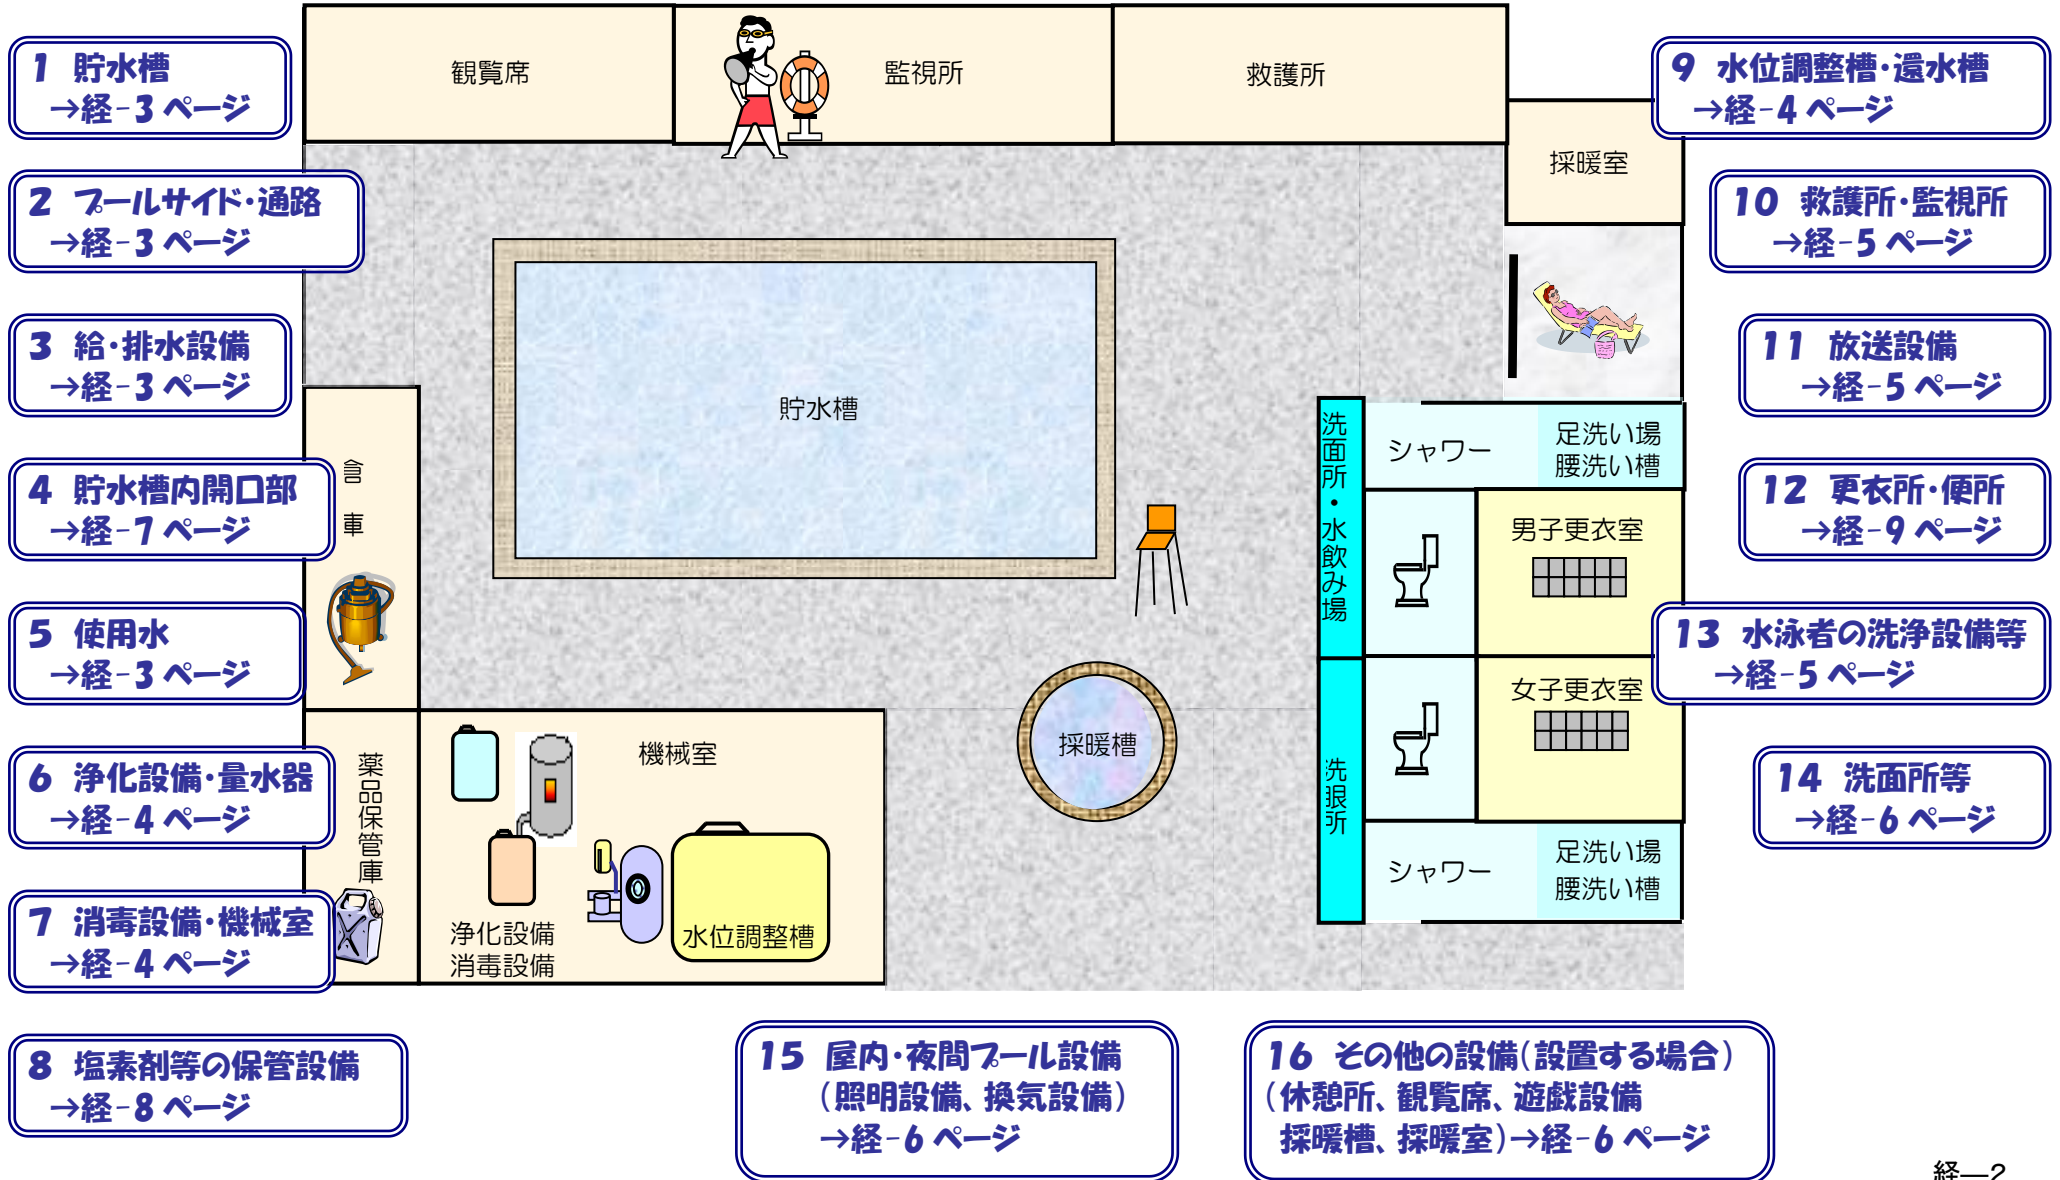 1 貯水槽
→経-3 ページ
2 プールサイド・通路
→経-3 ページ
3 給・排水設備
→経-3 ページ
4 貯水槽内開口部
→経-7 ページ
5 使用水
→経-3 ページ
6 浄化設備・量水器
→経-4 ページ
7 消毒設備・機械室
→経-4 ページ
8 塩素剤等の保管設備
→経-8 ページ
観覧席
監視所
救護所
採暖室
貯水槽
庫
薬品保管庫
機械室
浄化設備
消毒設備
水位調整槽
採暖槽
洗面所・水飲み場
洗眼所
シャワー
足洗い場
腰洗い槽
男子更衣室
女子更衣室
シャワー
足洗い場
腰洗い槽
9 水位調整槽・還水槽
→経-4 ページ
10 救護所・監視所
→経-5 ページ
11 放送設備
→経-5 ページ
12 更衣所・便所
→経-9 ページ
13 水泳者の洗浄設備等
→経-5 ページ
14 洗面所等
→経-6 ページ
15 屋内・夜間プール設備
(照明設備、換気設備)
→経-6 ページ
16 その他の設備(設置する場合)
(休憩所、観覧席、遊戯設備
採暖槽、採暖室)→経-6 ページ
経―2